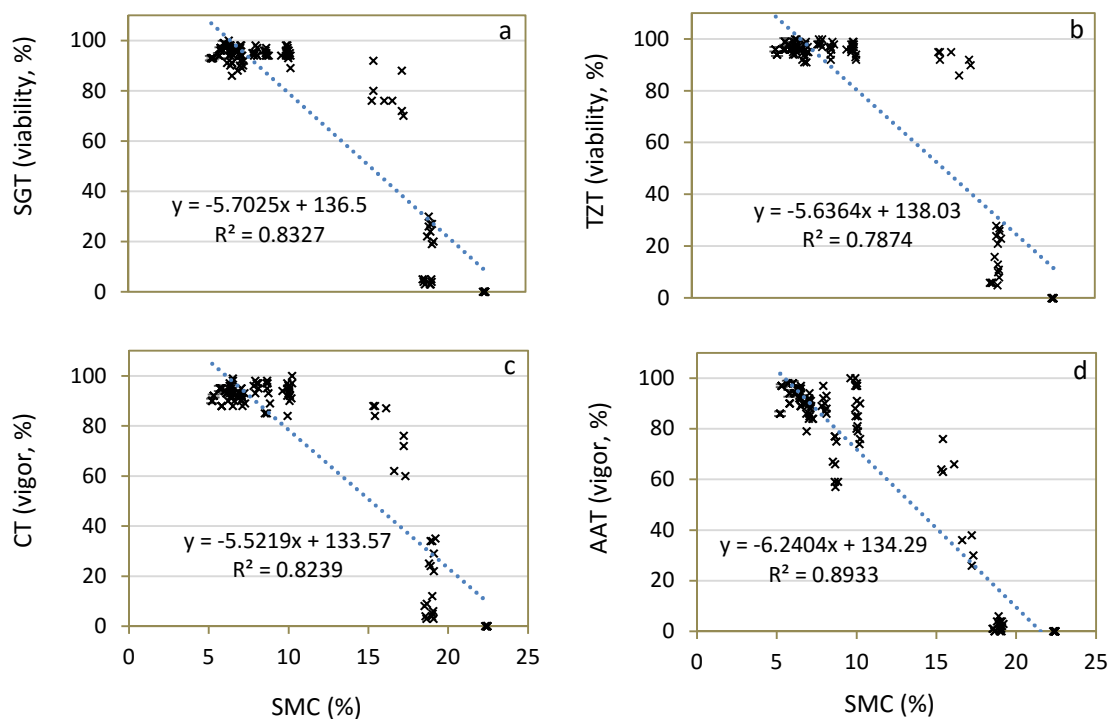 a
SGT (viability, %)
100
80
60
40
20
0
y = -5.7025x + 136.5
R² = 0.8327
b
TZT (viability, %)
100
80
60
40
20
0
y = -5.6364x + 138.03
R² = 0.7874
c
CT (vigor, %)
100
80
60
40
20
0
y = -5.5219x + 133.57
R² = 0.8239
0 5 10 15 20 25
SMC (%)
d
AAT (vigor, %)
100
80
60
40
20
0
y = -6.2404x + 134.29
R² = 0.8933
0 5 10 15 20 25
SMC (%)